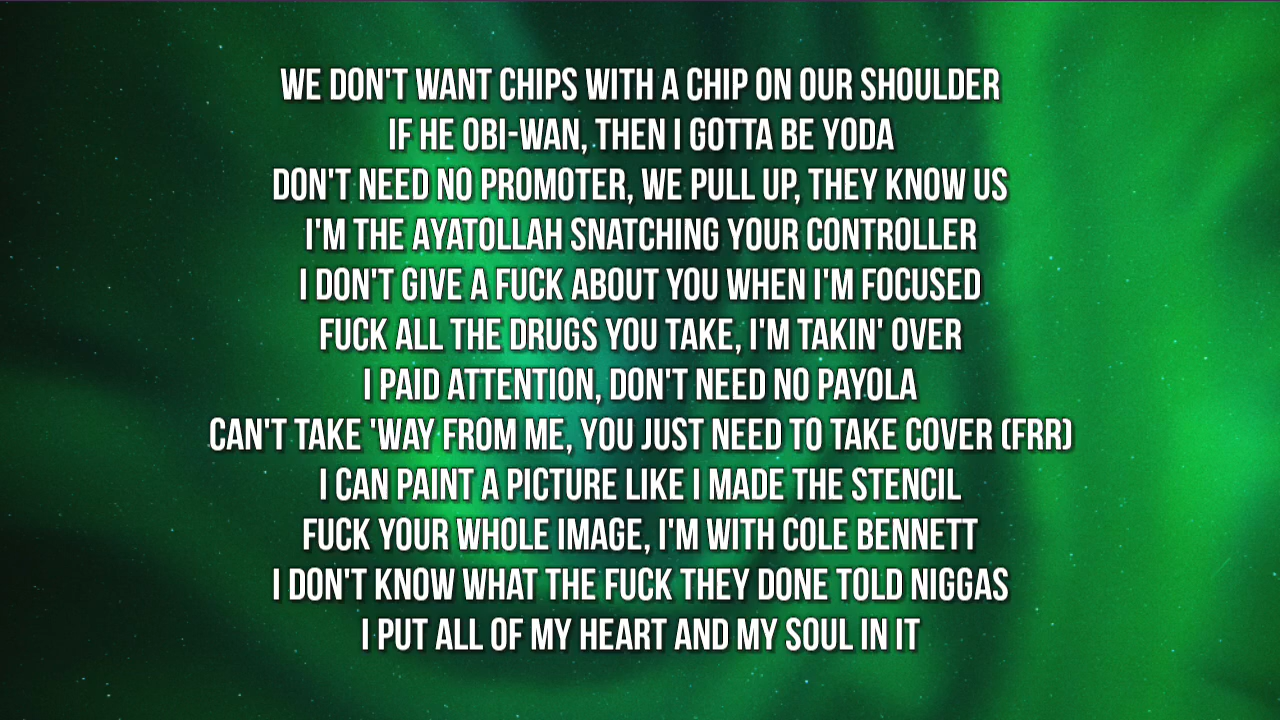 WE DON'T WANT CHIPS WITH A CHIP ON OUR SHOULDER
IF HE OBI-WAN, THEN I GOTTA BE YODA
DON'T NEED NO PROMOTER, WE PULL UP, THEY KNOW US
I'M THE AYATOLLAH SNATCHING YOUR CONTROLLER
I DON'T GIVE A FUCK ABOUT YOU WHEN I'M FOCUSED
FUCK ALL THE DRUGS YOU TAKE, I'M TAKIN' OVER
I PAID ATTENTION, DON'T NEED NO PAYOLA
CAN'T TAKE 'WAY FROM ME, YOU JUST NEED TO TAKE COVER (FRR)
I CAN PAINT A PICTURE LIKE I MADE THE STENCIL
FUCK YOUR WHOLE IMAGE, I'M WITH COLE BENNETT
I DON'T KNOW WHAT THE FUCK THEY DONE TOLD NIGGAS
I PUT ALL OF MY HEART AND MY SOUL IN IT